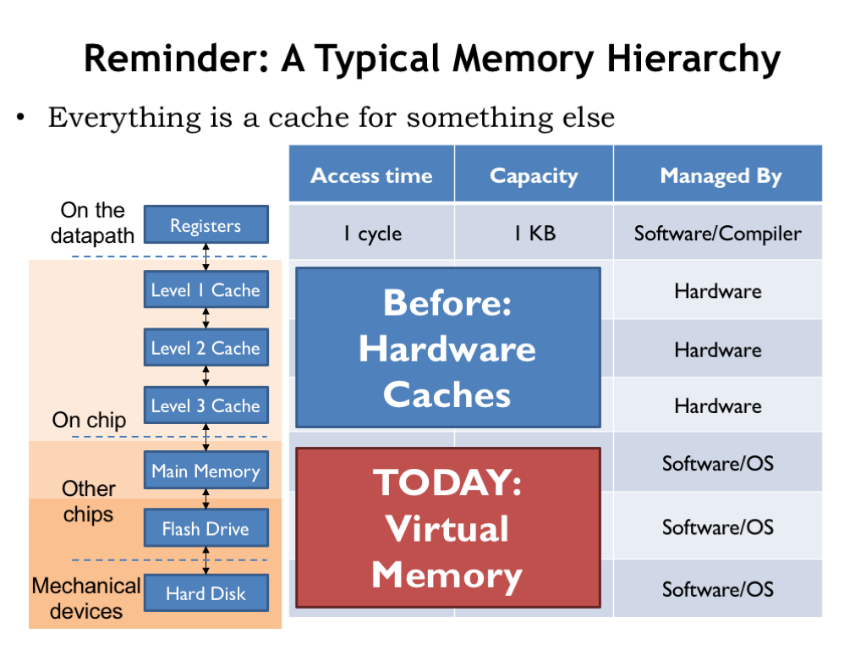 Reminder: A Typical Memory Hierarchy
• Everything is a cache for something else
Access time Capacity Managed By
On the
datapath
Registers
1 cycle 1 KB Software/Compiler
Level 1 Cache
Hardware
Level 2 Cache
Hardware
Level 3 Cache
Hardware
On chip
Before:
Hardware
Caches
Main Memory
Software/OS
Other
chips
Flash Drive
Software/OS
Mechanical
devices
Hard Disk
Software/OS
TODAY:
Virtual
Memory